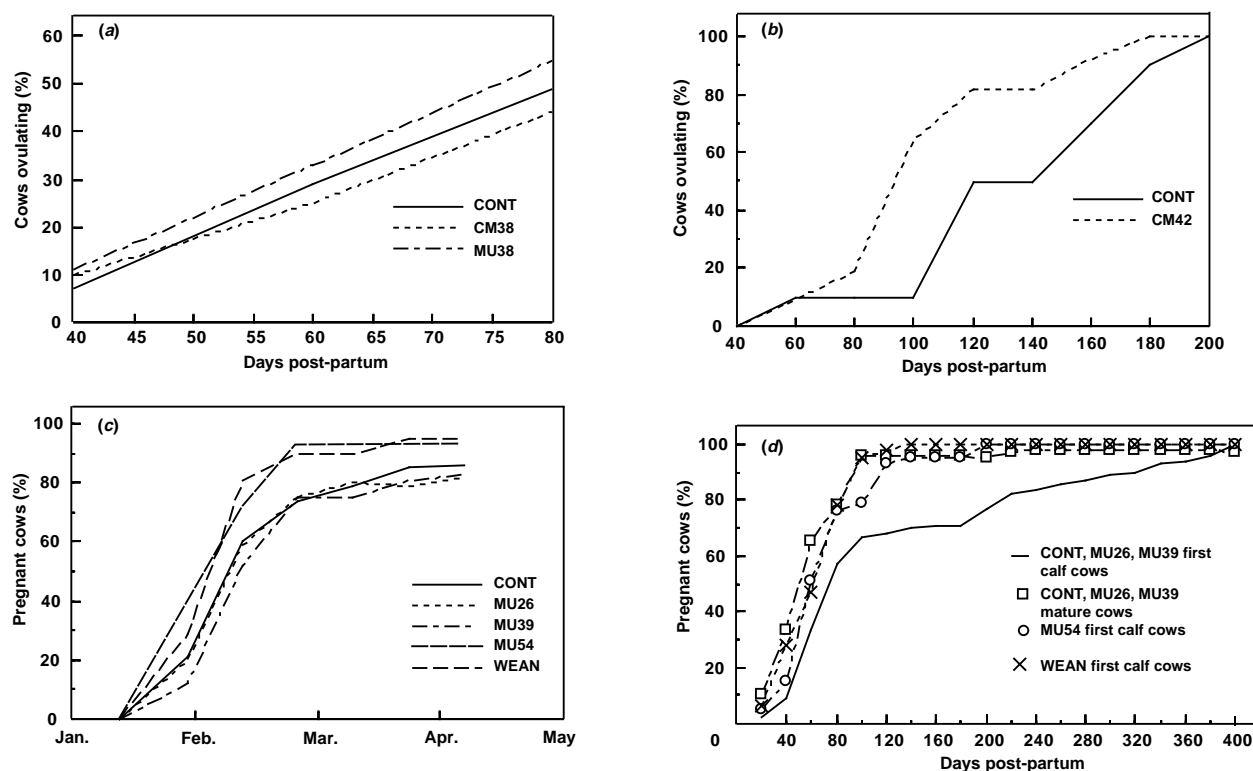 (a)
Cows ovulating (%)
60
50
40
30
20
10
0
CONT
CM38
MU38
40 45 50 55 60 65 70 75 80
Days post-partum
(b)
Cows ovulating (%)
100
80
60
40
20
0
CONT
CM42
40 60 80 100 120 140 160 180 200
Days post-partum
(c)
Pregnant cows (%)
100
80
60
40
20
0
CONT
MU26
MU39
MU54
WEAN
Jan. Feb. Mar. Apr. May
(d)
Pregnant cows (%)
100
80
60
40
20
CONT, MU26, MU39 first
calf cows
CONT, MU26, MU39
mature cows
MU54 first calf cows
WEAN first calf cows
0 40 80 120 160 200 240 280 320 360 400
Days post-partum